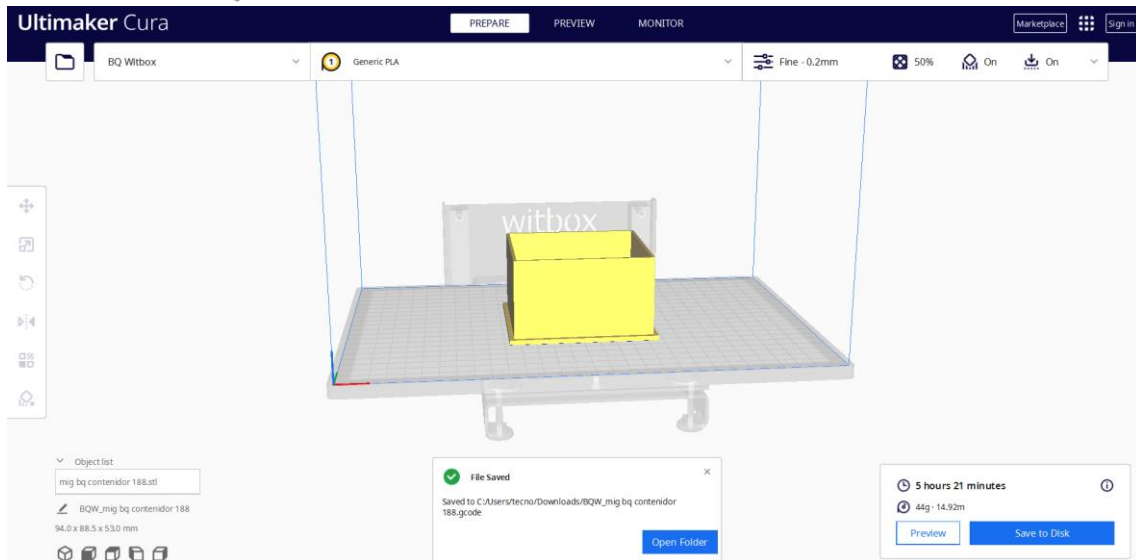 Ultimaker Cura
PREPARE
PREVIEW
MONITOR
Marketplace
Sign in
BQ Witbox
1
Generic PLA
Fine - 0.2mm
50%
On
On
witbox
Object list
mig bq contenidor 188.stl
BQW_mig bq contenidor 188
94.0 x 88.5 x 53.0 mm
File Saved
Saved to C:/Users/tecno/Downloads/BQW_mig bq contenidor
188.gcode
Open Folder
5 hours 21 minutes
44g · 14.92m
Preview
Save to Disk